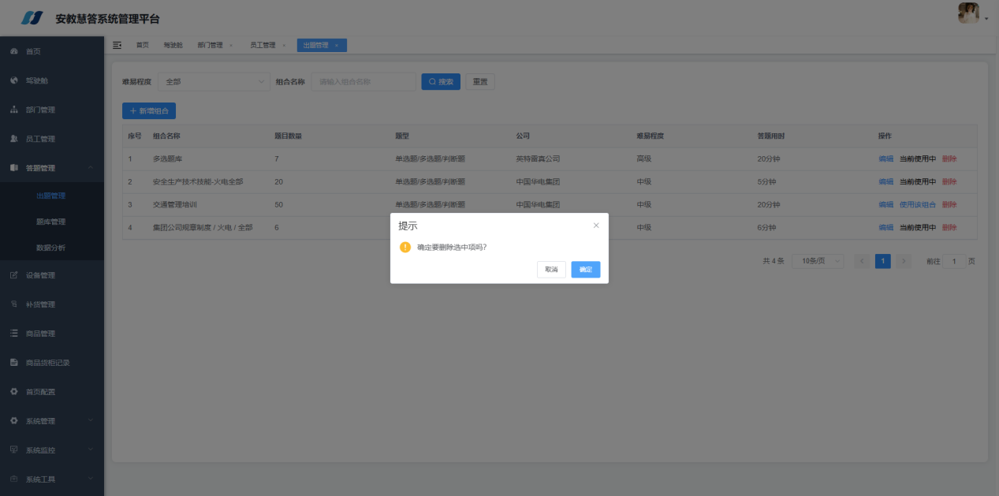 安教慧答系统管理平台
首页 驾驶舱 部门管理 × 员工管理 × 出题管理 ×
首页
驾驶舱
部门管理
员工管理
答题管理
出题管理
题库管理
数据分析
设备管理
补货管理
商品管理
商品货柜记录
首页配置
系统管理
系统监控
系统工具
难易程度 全部 组合名称 请输入组合名称 搜索 重置
+ 新增组合
序号 组合名称 题目数量 题型 公司 难易程度 答题用时 操作
1 多选题库 7 单选题/多选题/判断题 英特雷真公司 高级 20分钟 编辑 当前使用中 删除
2 安全生产技术技能-火电全部 20 单选题/多选题/判断题 中国华电集团 中级 5分钟 编辑 当前使用中 删除
3 交通管理培训 50 单选题/多选题/判断题 中国华电集团 中级 20分钟 编辑 使用该组合 删除
4 集团公司规章制度 / 火电 / 全部 6 中级 6分钟 编辑 当前使用中 删除
提示
确定要删除选中项吗?
取消 确定
共 4 条 10条/页 1 前往 1 页